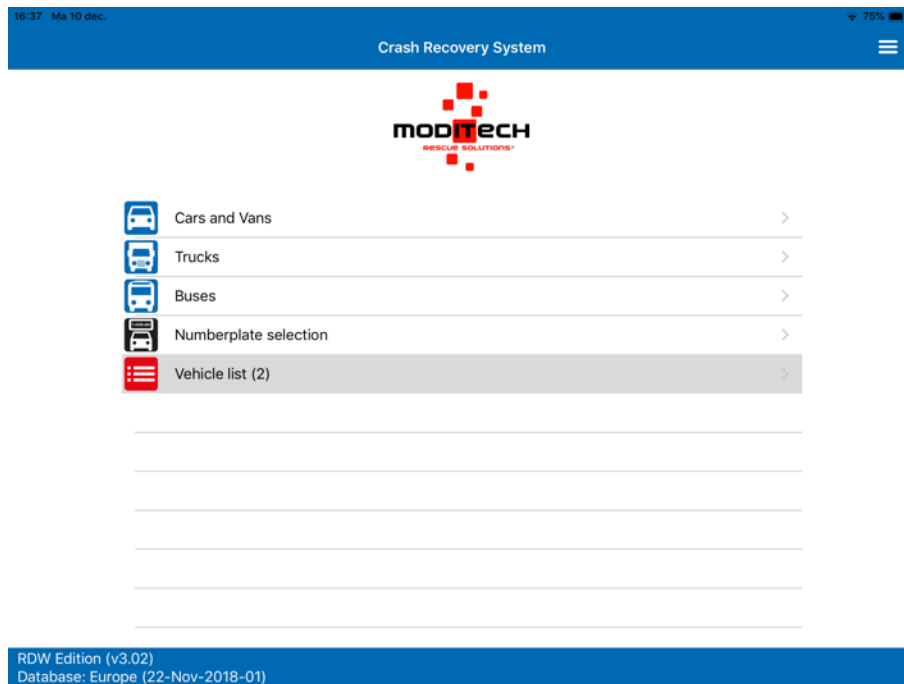 16:37 Ma 10 dec.
75%
Crash Recovery System
MODITECH
RESCUE SOLUTIONS®
Cars and Vans
Trucks
Buses
Numberplate selection
Vehicle list (2)
RDW Edition (v3.02)
Database: Europe (22-Nov-2018-01)